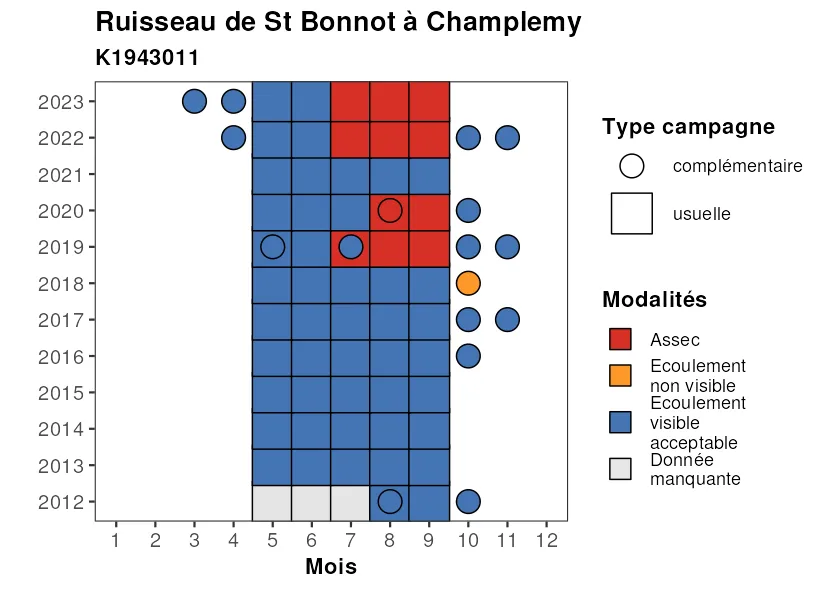 Ruisseau de St Bonnot à Champlemy
K1943011
2023
2022
2021
2020
2019
2018
2017
2016
2015
2014
2013
2012
1 2 3 4 5 6 7 8 9 10 11 12
Mois
Type campagne
complémentaire
usuelle
Modalités
Assec
Ecoulement
non visible
Ecoulement
visible
acceptable
Donnée
manquante